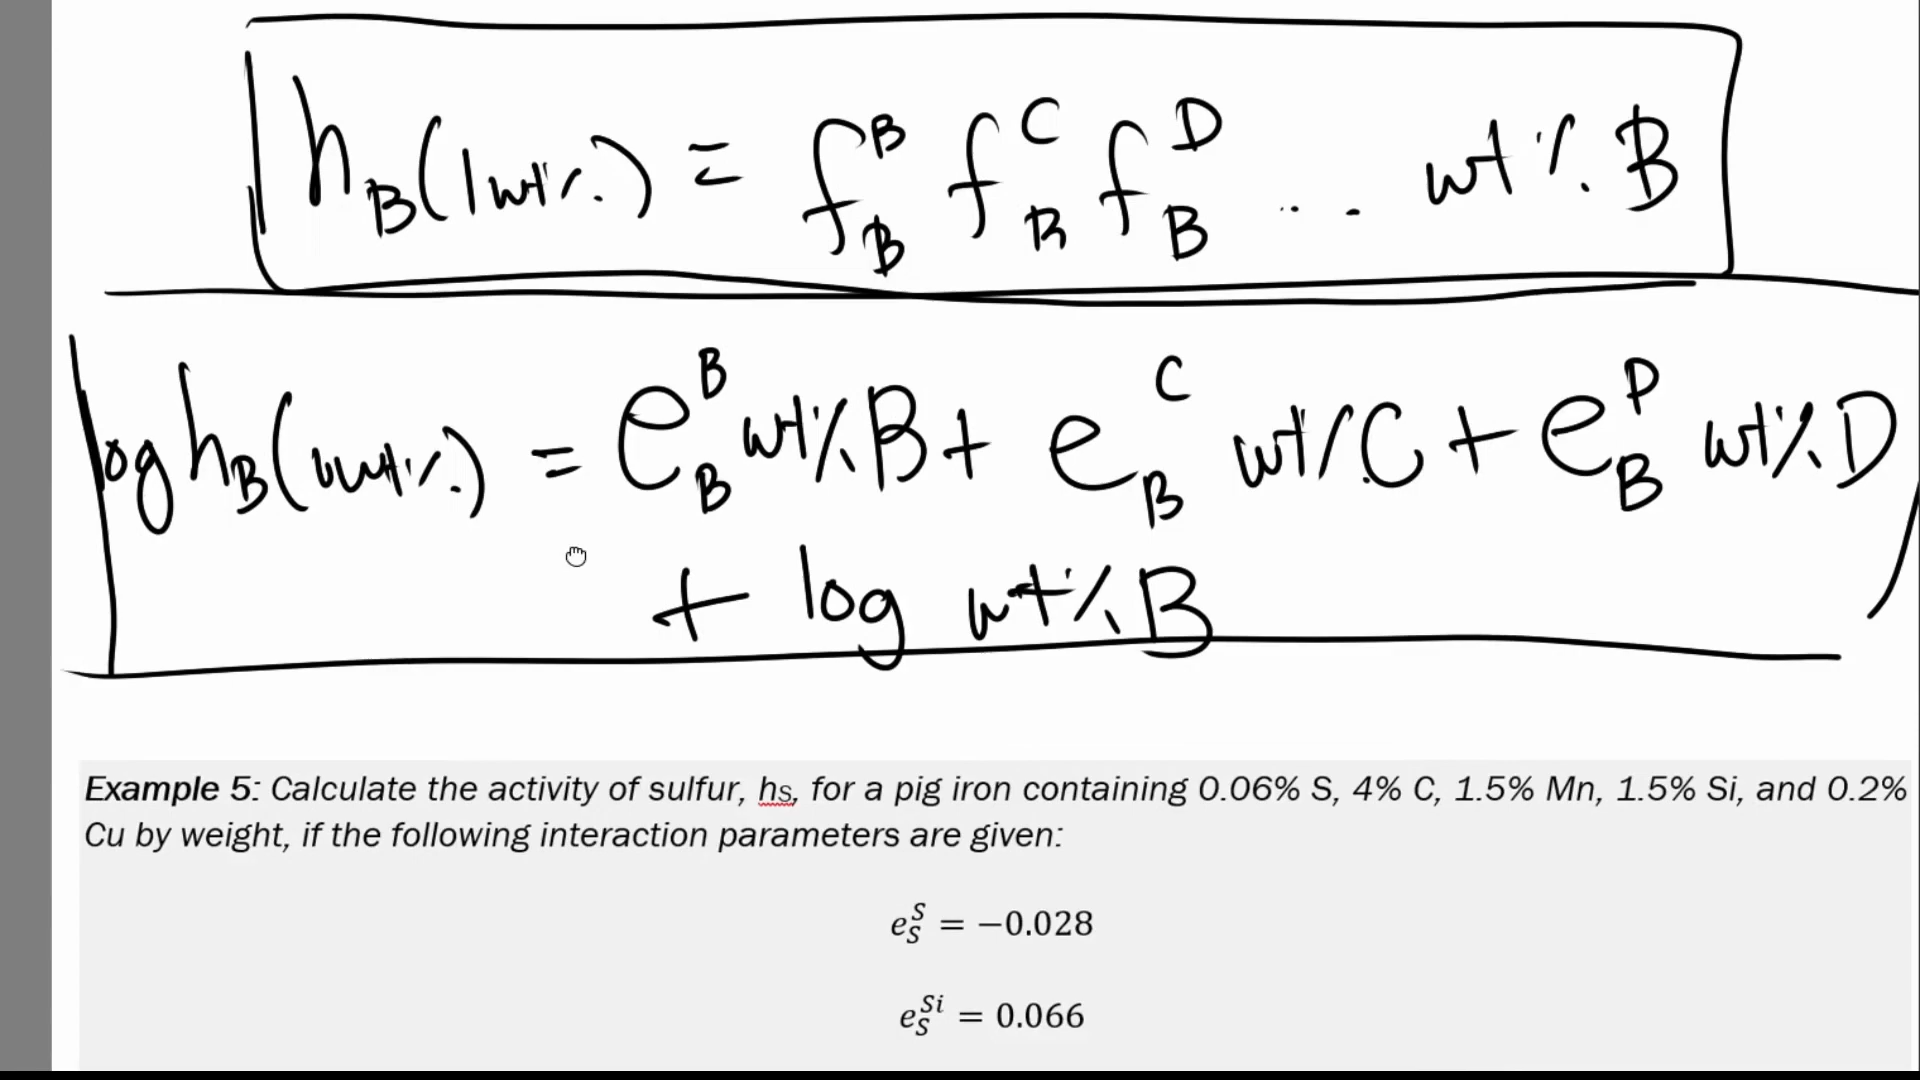 h_B(1wt%) = f_B^B f_B^C f_B^D ... wt% B
log h_B(1wt%) = e_B^B wt%B + e_B^C wt%C + e_B^D wt%D
+ log wt%B
Example 5: Calculate the activity of sulfur, hs, for a pig iron containing 0.06% S, 4% C, 1.5% Mn, 1.5% Si, and 0.2%
Cu by weight, if the following interaction parameters are given:
e_S^S = −0.028
e_S^Si = 0.066